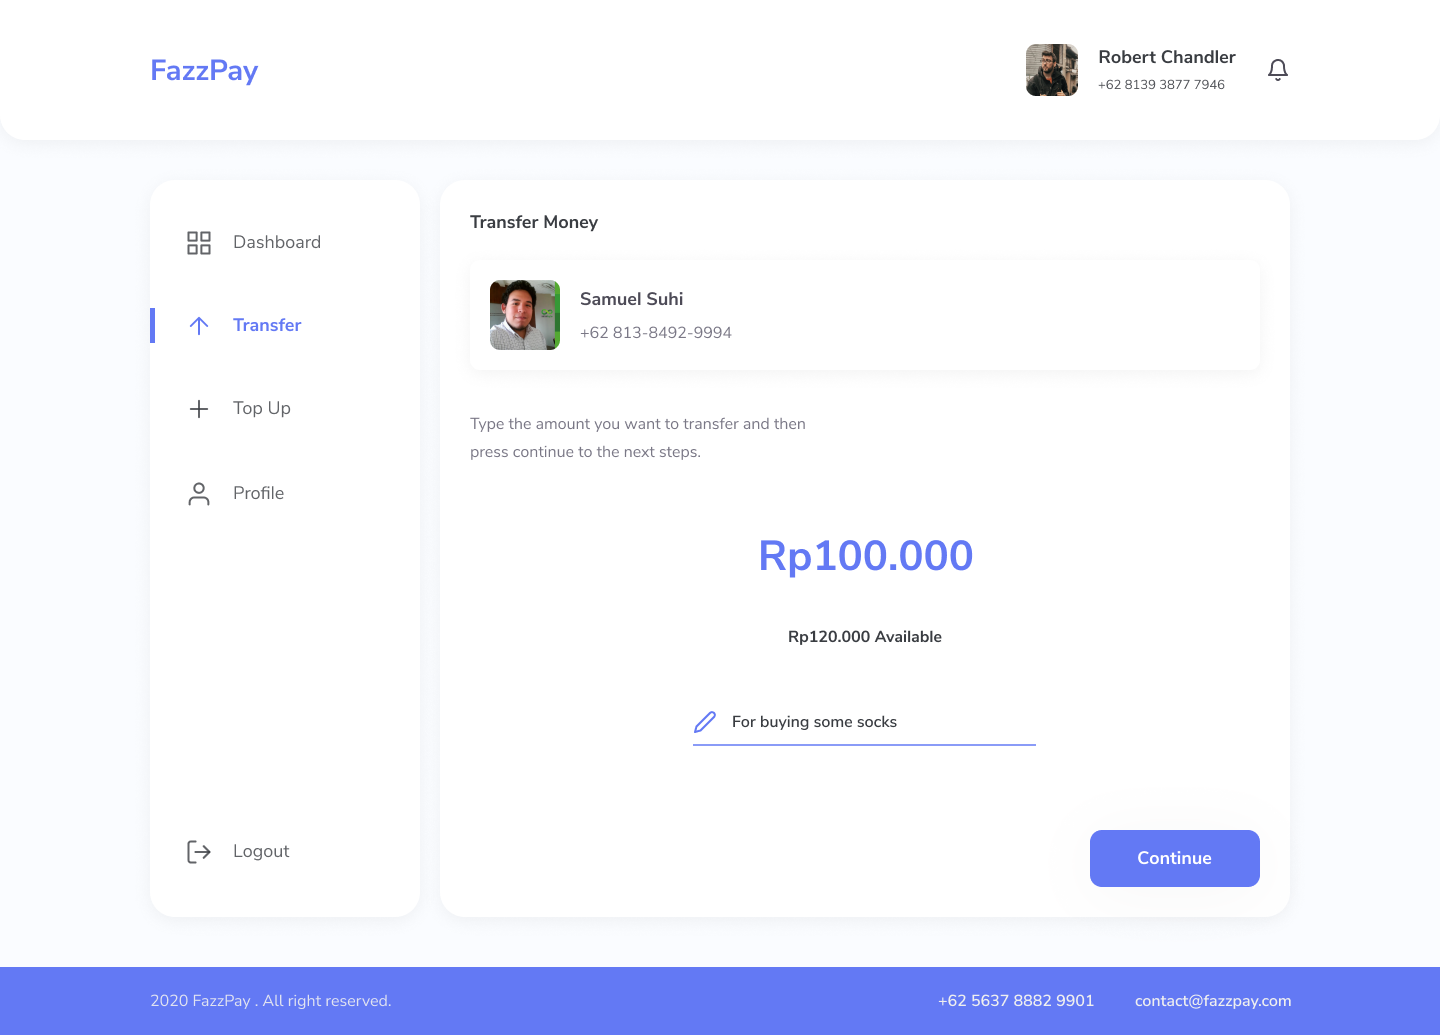 FazzPay
Robert Chandler
+62 8139 3877 7946
Dashboard
Transfer
Top Up
Profile
Logout
Transfer Money
Samuel Suhi
+62 813-8492-9994
Type the amount you want to transfer and then
press continue to the next steps.
Rp100.000
Rp120.000 Available
For buying some socks
Continue
2020 FazzPay . All right reserved.
+62 5637 8882 9901
contact@fazzpay.com